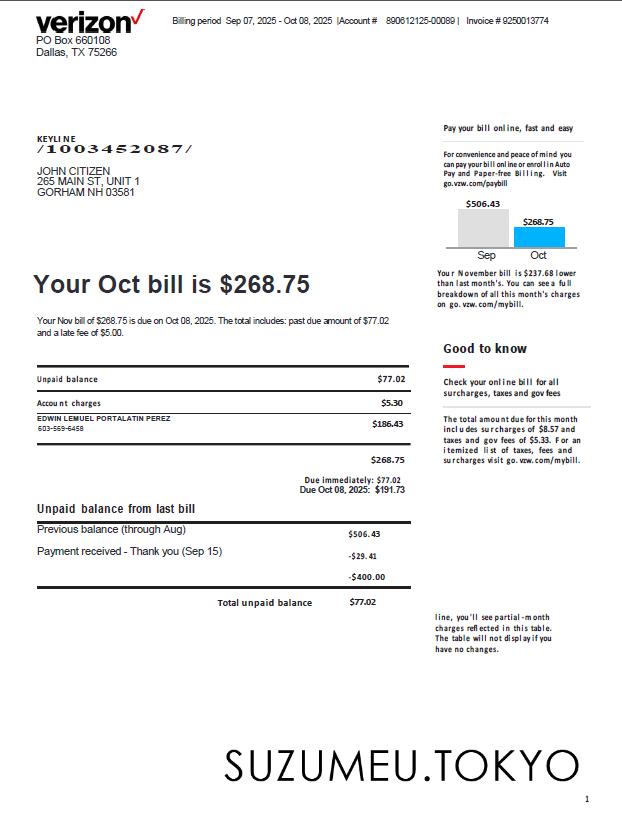 verizon
Billing period Sep 07, 2025 - Oct 08, 2025 |Account # 890612125-00089 | Invoice # 9250013774
PO Box 660108
Dallas, TX 75266
KEYLINE
/1003452087/
JOHN CITIZEN
265 MAIN ST, UNIT 1
GORHAM NH 03581
Pay your bill online, fast and easy
For convenience and peace of mind you
can pay your bill online or enroll in Auto
Pay and Paper-free Billing. Visit
go.vzw.com/paybill
$506.43
$268.75
Sep Oct
Your November bill is $237.68 lower
than last month's. You can see a full
breakdown of all this month's charges
on go.vzw.com/mybill.
Your Oct bill is $268.75
Your Nov bill of $268.75 is due on Oct 08, 2025. The total includes: past due amount of $77.02
and a late fee of $5.00.
Good to know
Check your online bill for all
surcharges, taxes and gov fees
The total amount due for this month
includes surcharges of $8.57 and
taxes and gov fees of $5.33. For an
itemized list of taxes, fees and
surcharges visit go.vzw.com/mybill.
Unpaid balance $77.02
Account charges $5.30
EDWIN LEMUEL PORTALATIN PEREZ
603-569-6458 $186.43
$268.75
Due immediately: $77.02
Due Oct 08, 2025: $191.73
Unpaid balance from last bill
Previous balance (through Aug) $506.43
Payment received - Thank you (Sep 15) -$29.41
-$400.00
Total unpaid balance $77.02
line, you'll see partial-month
charges reflected in this table.
The table will not display if you
have no changes.
SUZUMEU.TOKYO
1